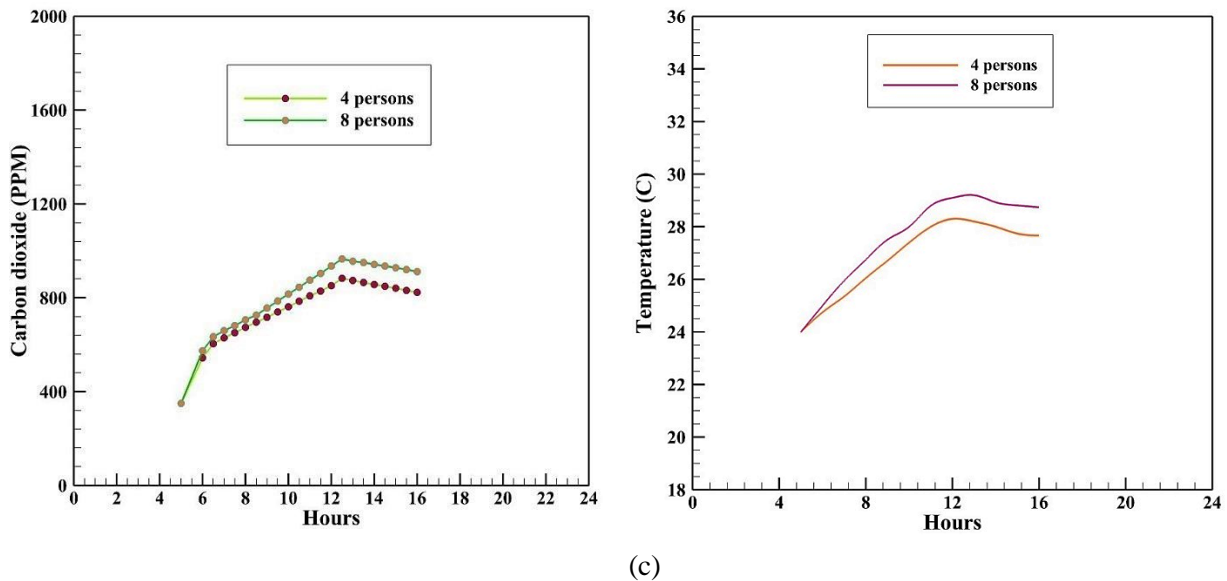 2000
1600
1200
800
400
0
Carbon dioxide (PPM)
4 persons
8 persons
0 2 4 6 8 10 12 14 16 18 20 22 24
Hours
36
34
32
30
28
26
24
22
20
18
Temperature (C)
4 persons
8 persons
0 4 8 12 16 20 24
Hours
(c)